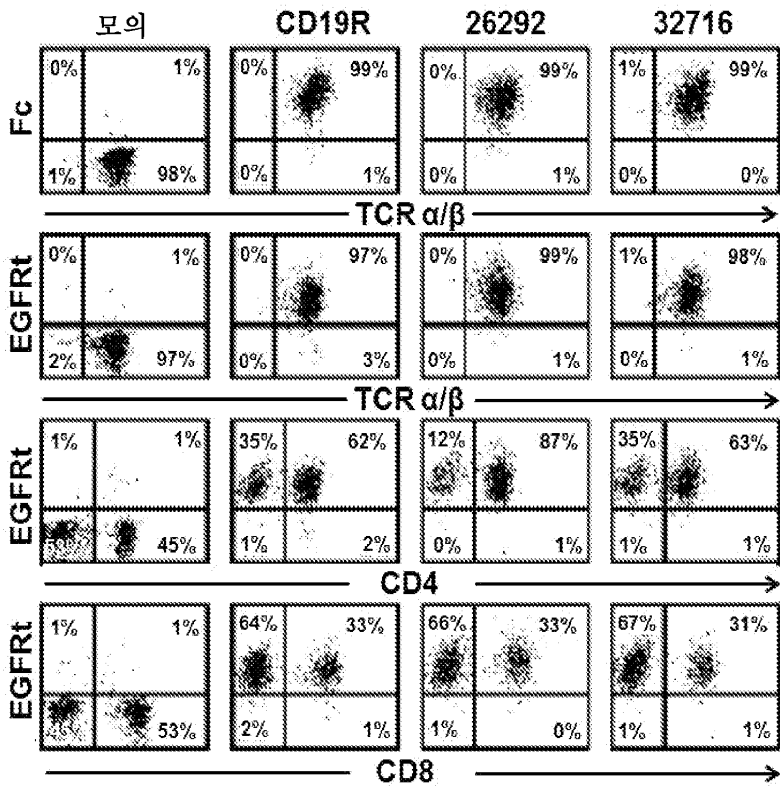 모의 CD19R 26292 32716
Fc
0% 1% 0% 99% 0% 99% 1% 99%
1% 98% 0% 1% 0% 1% 0% 0%
TCR α/β
EGFRt
0% 1% 0% 97% 0% 99% 1% 98%
2% 97% 0% 3% 0% 1% 0% 1%
TCR α/β
EGFRt
1% 1% 35% 62% 12% 87% 35% 63%
45% 1% 2% 0% 1% 1% 1%
CD4
EGFRt
1% 1% 64% 33% 66% 33% 67% 31%
53% 2% 1% 1% 0% 1% 1%
CD8